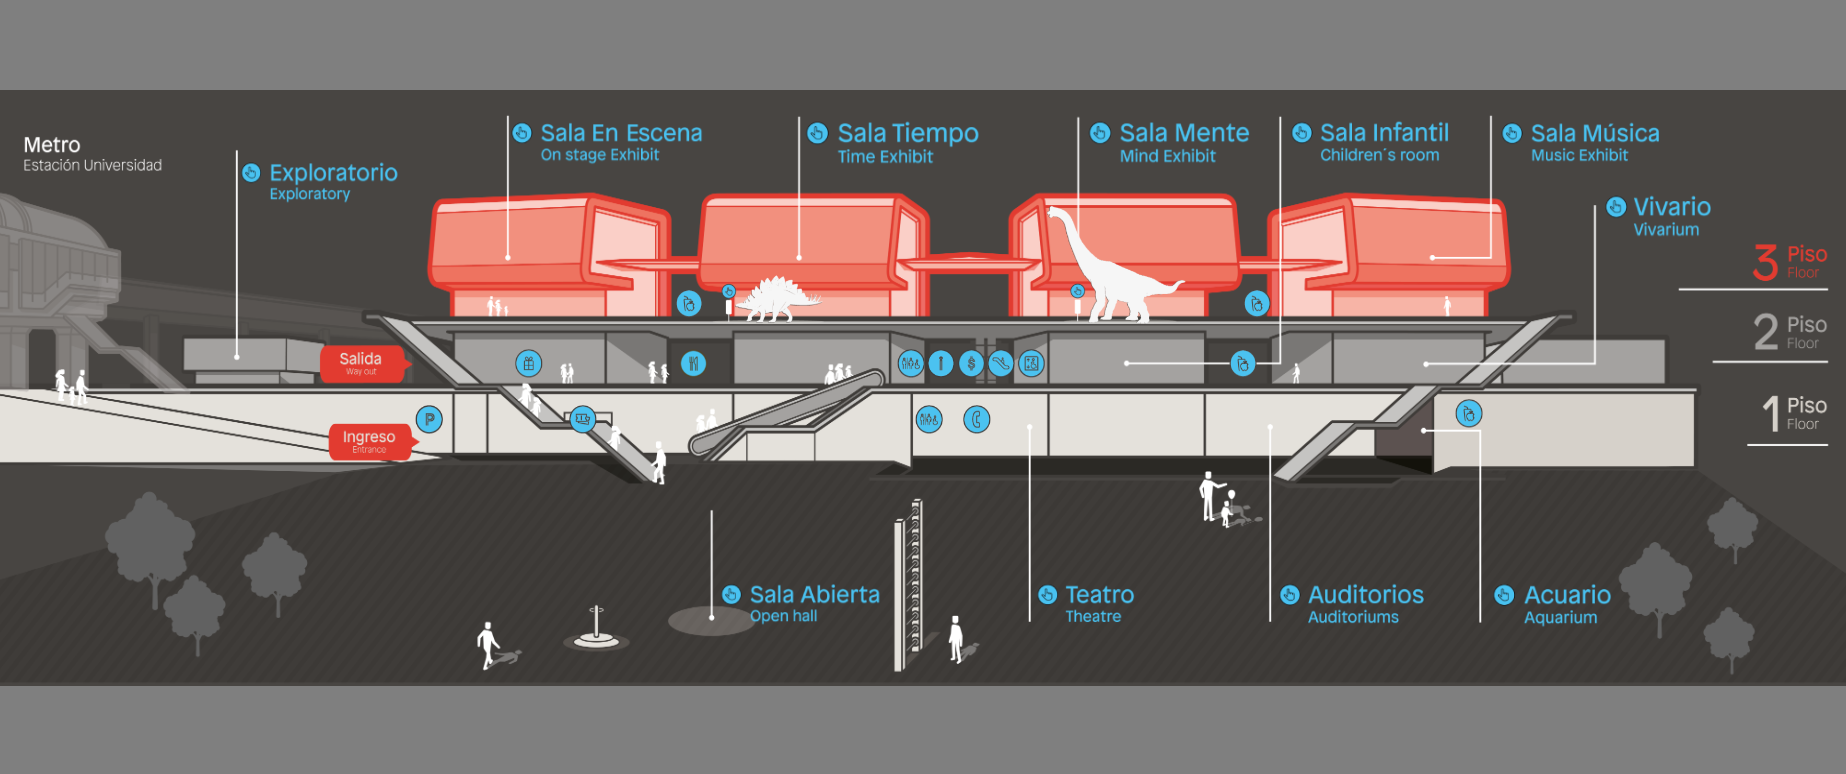 Metro
Estación Universidad
Exploratorio
Exploratory
Sala En Escena
On stage Exhibit
Sala Tiempo
Time Exhibit
Sala Mente
Mind Exhibit
Sala Infantil
Children´s room
Sala Música
Music Exhibit
Vivario
Vivarium
3 Piso
Floor
2 Piso
Floor
1 Piso
Floor
Salida
Way out
Ingreso
Entrance
P
$
Sala Abierta
Open hall
Teatro
Theatre
Auditorios
Auditoriums
Acuario
Aquarium